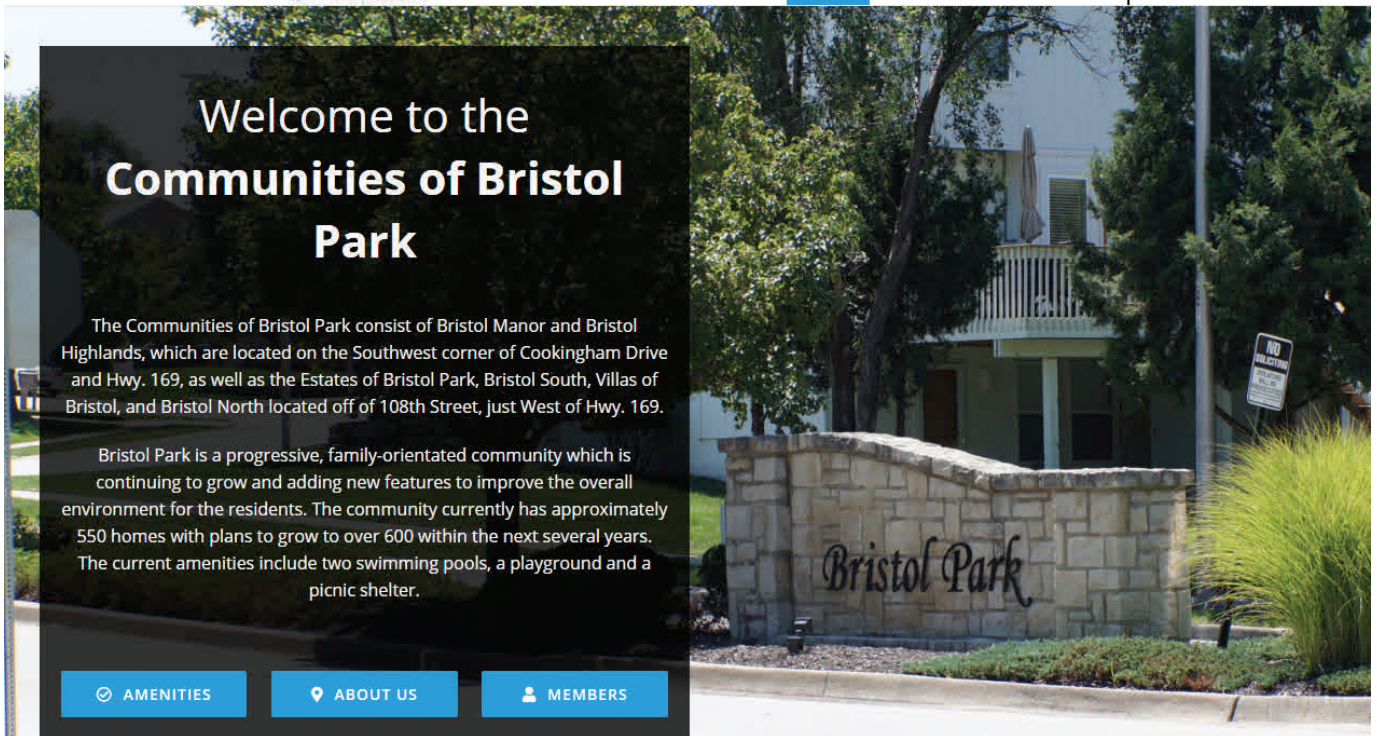 Welcome to the
Communities of Bristol
Park
The Communities of Bristol Park consist of Bristol Manor and Bristol
Highlands, which are located on the Southwest corner of Cookingham Drive
and Hwy. 169, as well as the Estates of Bristol Park, Bristol South, Villas of
Bristol, and Bristol North located off of 108th Street, just West of Hwy. 169.
Bristol Park is a progressive, family-orientated community which is
continuing to grow and adding new features to improve the overall
environment for the residents. The community currently has approximately
550 homes with plans to grow to over 600 within the next several years.
The current amenities include two swimming pools, a playground and a
picnic shelter.
AMENITIES
ABOUT US
MEMBERS
Bristol Park
NO
SOLICITING